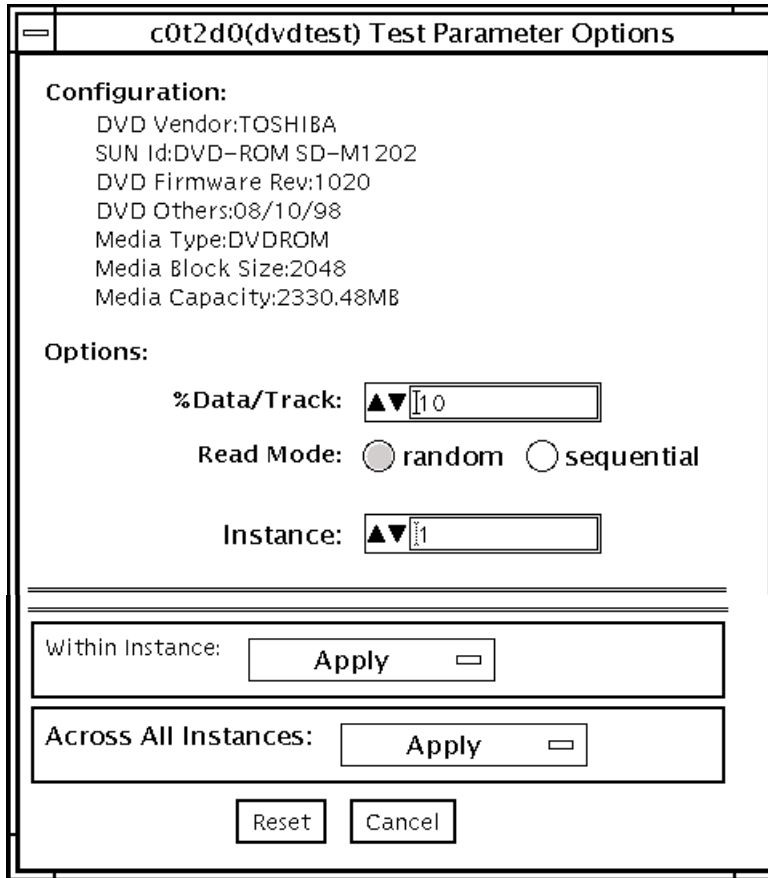 c0t2d0(dvdtest) Test Parameter Options
Configuration:
DVD Vendor:TOSHIBA
SUN Id:DVD-ROM SD-M1202
DVD Firmware Rev:1020
DVD Others:08/10/98
Media Type:DVDROM
Media Block Size:2048
Media Capacity:2330.48MB
Options:
%Data/Track: 10
Read Mode: random sequential
Instance: 1
Within Instance: Apply
Across All Instances: Apply
Reset Cancel